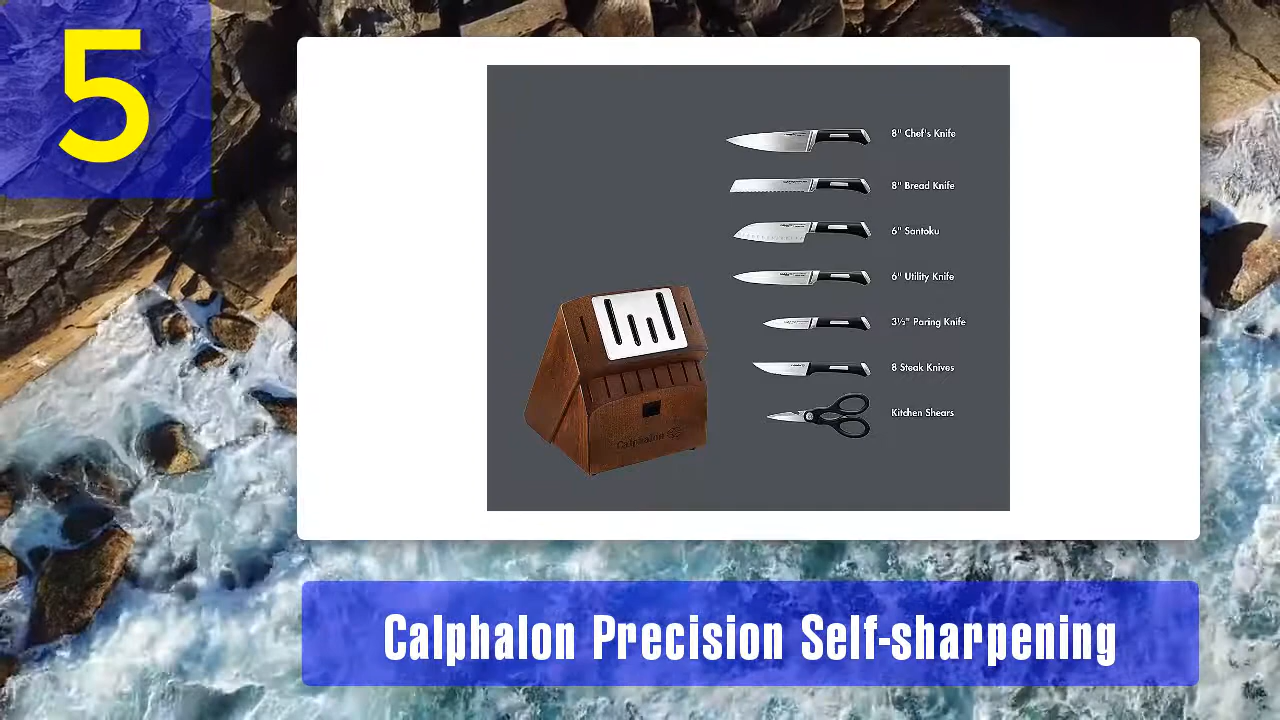 5
8" Chef's Knife
8" Bread Knife
6" Santoku
6" Utility Knife
3½" Paring Knife
8 Steak Knives
Kitchen Shears
Calphalon
Calphalon Precision Self-sharpening